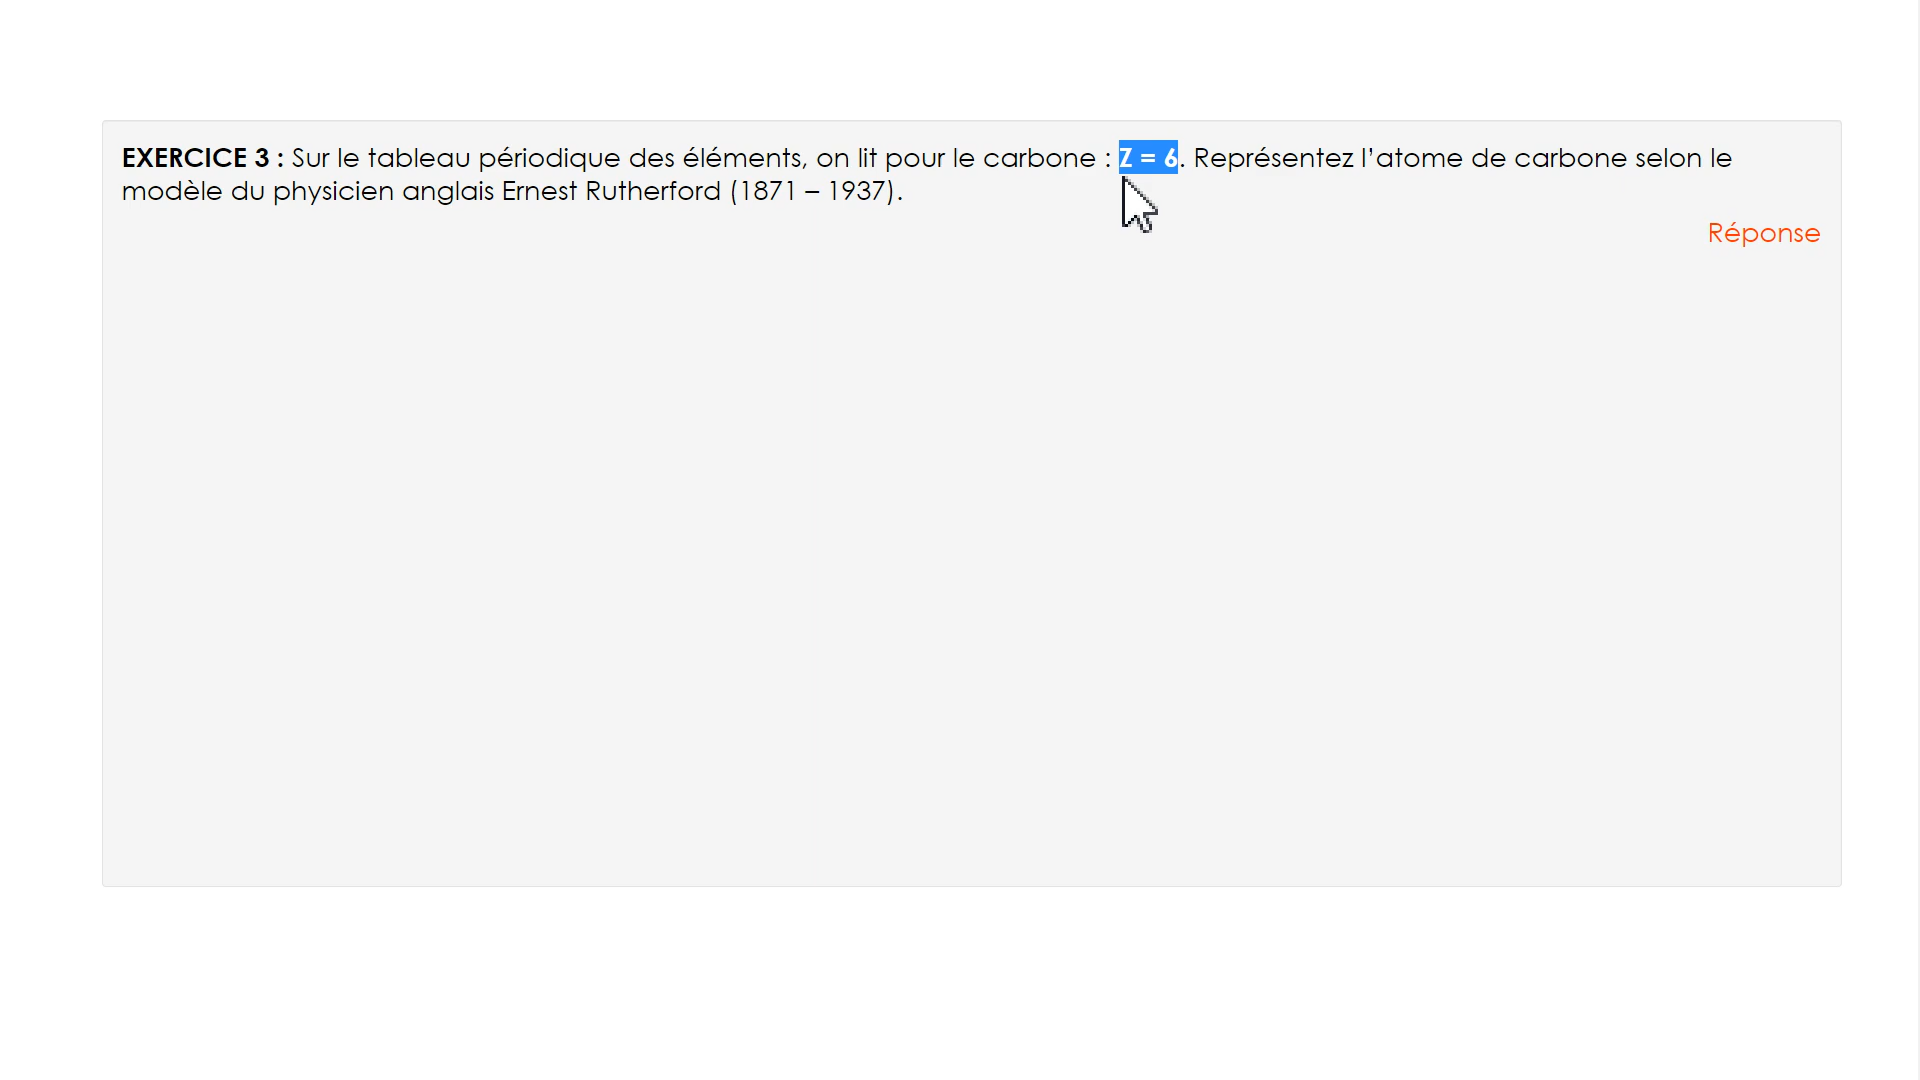 EXERCICE 3 : Sur le tableau périodique des éléments, on lit pour le carbone : Z = 6. Représentez l’atome de carbone selon le
modèle du physicien anglais Ernest Rutherford (1871 – 1937).
Réponse